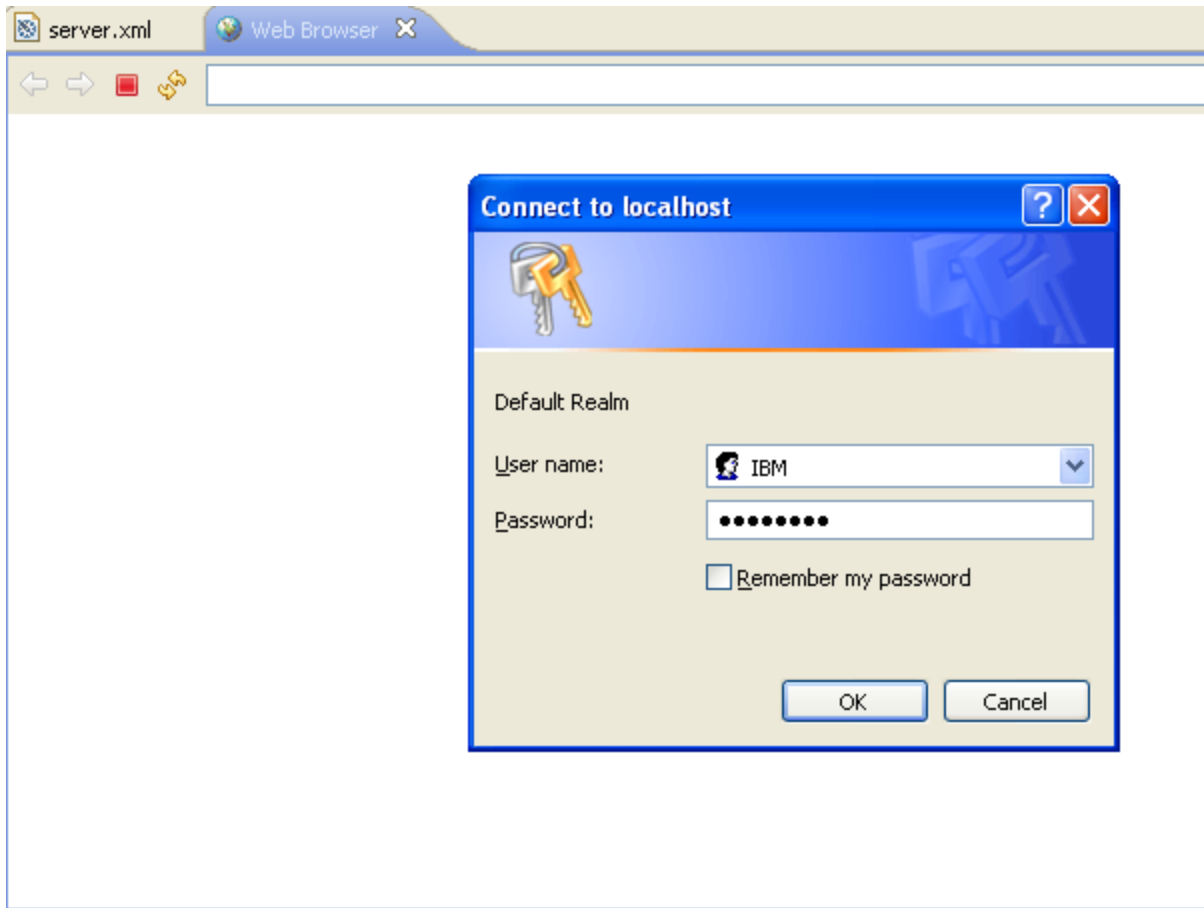 server.xml
Web Browser
Connect to localhost
Default Realm
User name:
IBM
Password:
••••••••
Remember my password
OK
Cancel